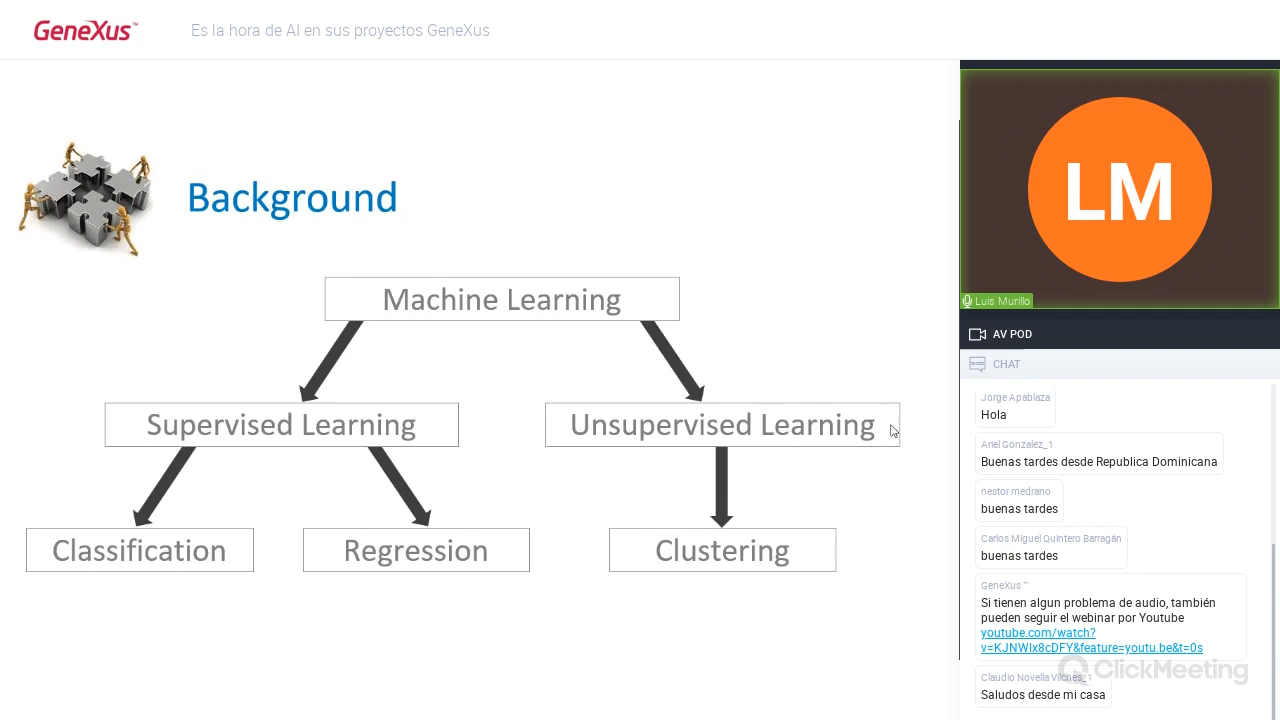 GeneXus™
Es la hora de AI en sus proyectos GeneXus
Background
Machine Learning
Supervised Learning
Unsupervised Learning
Classification
Regression
Clustering
LM
Luis Murillo
AV POD
CHAT
Jorge Apablaza
Hola
Ariel Gonzalez_1
Buenas tardes desde Republica Dominicana
nestor medrano
buenas tardes
Carlos Miguel Quintero Barragán
buenas tardes
GeneXus ™
Si tienen algun problema de audio, también
pueden seguir el webinar por Youtube
youtube.com/watch?
v=KJNWIx8cDFY&feature=youtu.be&t=0s
ClickMeeting
Claudio Novella Vilches_1
Saludos desde mi casa